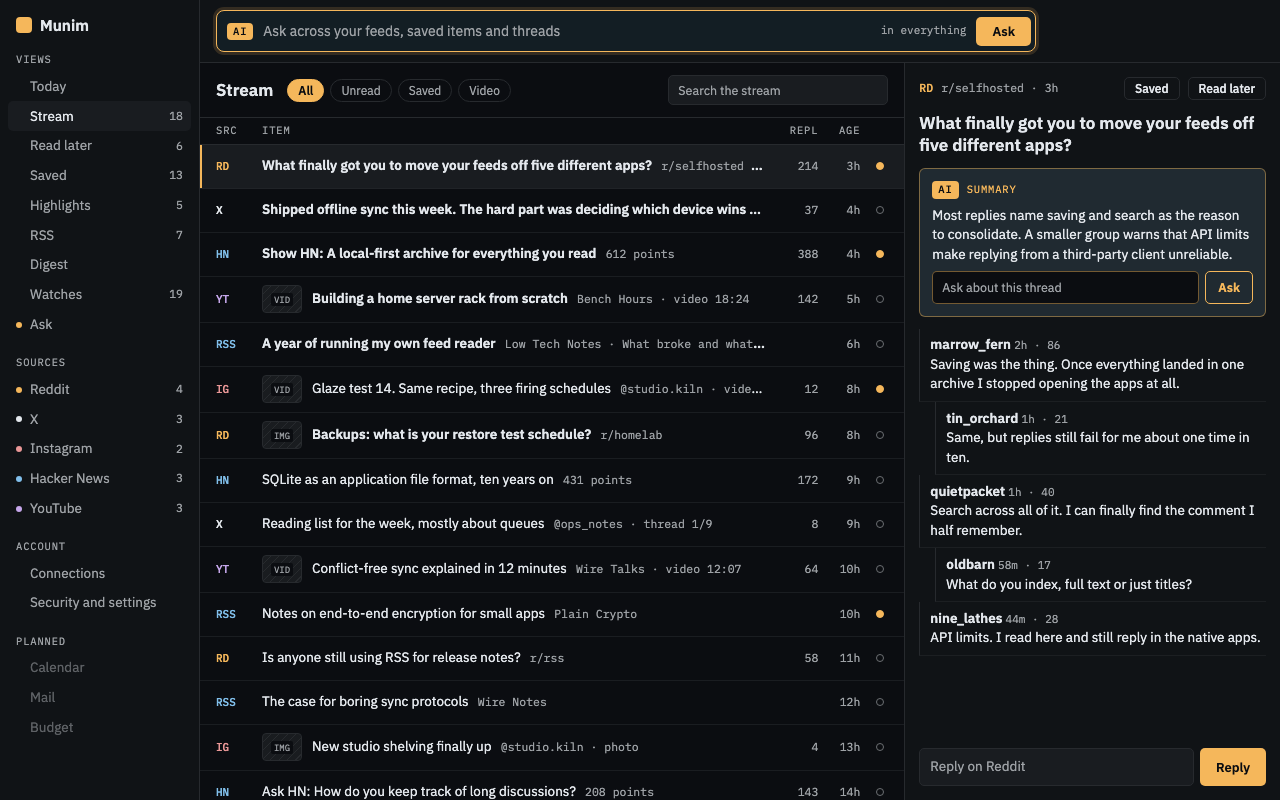 Munim
VIEWS
Today
Stream 18
Read later 6
Saved 13
Highlights 5
RSS 7
Digest
Watches 19
Ask
SOURCES
Reddit 4
X 3
Instagram 2
Hacker News 3
YouTube 3
ACCOUNT
Connections
Security and settings
PLANNED
Calendar
Mail
Budget
AI Ask across your feeds, saved items and threads in everything Ask
Stream All Unread Saved Video Search the stream
SRC ITEM REPL AGE
RD What finally got you to move your feeds off five different apps? r/selfhosted … 214 3h
X Shipped offline sync this week. The hard part was deciding which device wins … 37 4h
HN Show HN: A local-first archive for everything you read 612 points 388 4h
YT VID Building a home server rack from scratch Bench Hours · video 18:24 142 5h
RSS A year of running my own feed reader Low Tech Notes · What broke and what… 6h
IG VID Glaze test 14. Same recipe, three firing schedules @studio.kiln · vide… 12 8h
RD IMG Backups: what is your restore test schedule? r/homelab 96 8h
HN SQLite as an application file format, ten years on 431 points 172 9h
X Reading list for the week, mostly about queues @ops_notes · thread 1/9 8 9h
YT VID Conflict-free sync explained in 12 minutes Wire Talks · video 12:07 64 10h
RSS Notes on end-to-end encryption for small apps Plain Crypto 10h
RD Is anyone still using RSS for release notes? r/rss 58 11h
RSS The case for boring sync protocols Wire Notes 12h
IG IMG New studio shelving finally up @studio.kiln · photo 4 13h
HN Ask HN: How do you keep track of long discussions? 208 points 143 14h
RD r/selfhosted · 3h Saved Read later
What finally got you to move your feeds off
five different apps?
AI SUMMARY
Most replies name saving and search as the reason
to consolidate. A smaller group warns that API limits
make replying from a third-party client unreliable.
Ask about this thread Ask
marrow_fern 2h · 86
Saving was the thing. Once everything landed in one
archive I stopped opening the apps at all.
tin_orchard 1h · 21
Same, but replies still fail for me about one time in
ten.
quietpacket 1h · 40
Search across all of it. I can finally find the comment I
half remember.
oldbarn 58m · 17
What do you index, full text or just titles?
nine_lathes 44m · 28
API limits. I read here and still reply in the native apps.
Reply on Reddit Reply